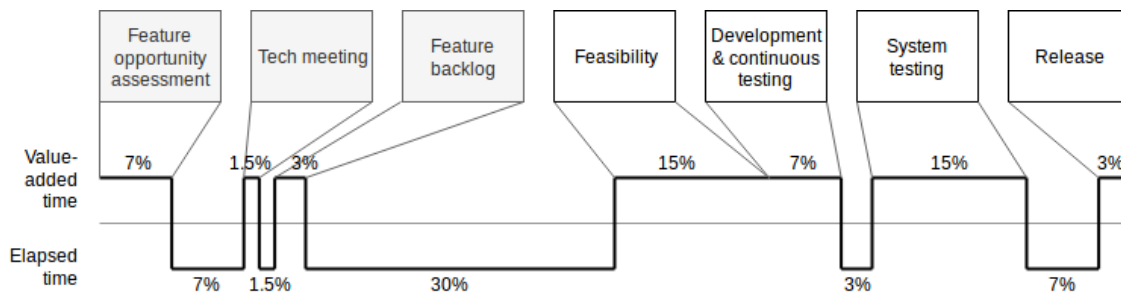 Feature
opportunity
assessment
Tech meeting
Feature
backlog
Feasibility
Development
& continuous
testing
System
testing
Release
Value-
added
time
7%
1.5%
3%
15%
7%
15%
3%
Elapsed
time
7%
1.5%
30%
3%
7%